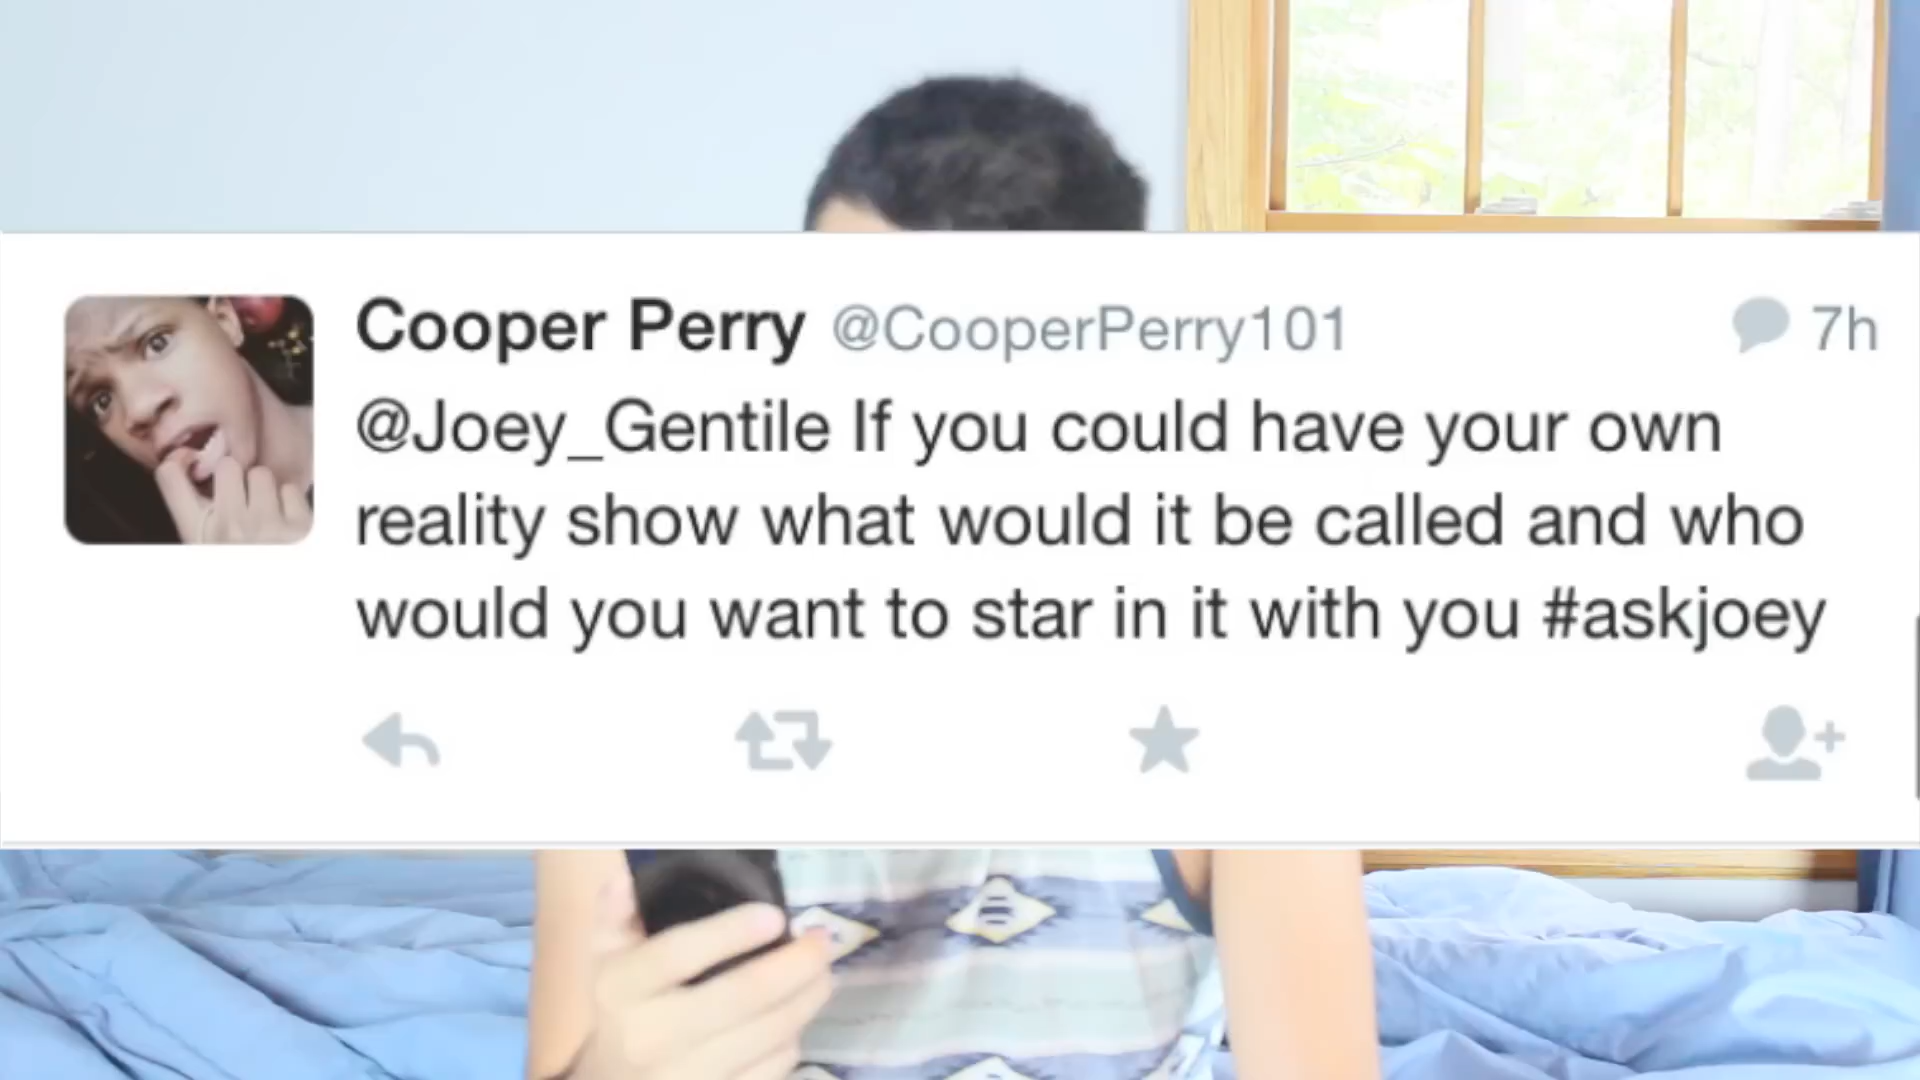 Cooper Perry @CooperPerry101 7h
@Joey_Gentile If you could have your own
reality show what would it be called and who
would you want to star in it with you #askjoey